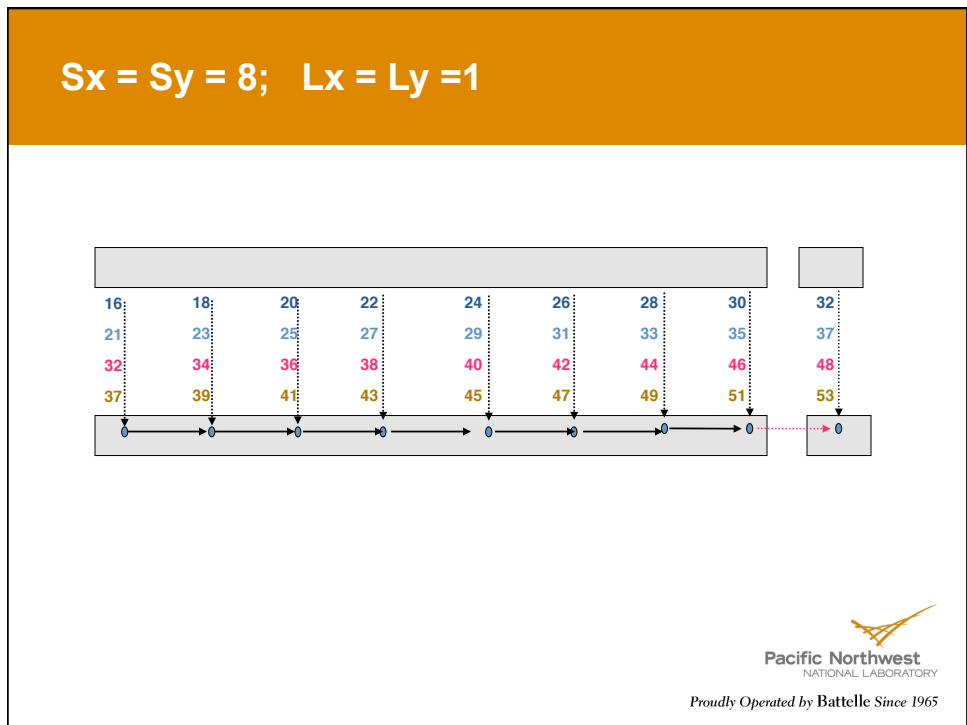 Sx = Sy = 8; Lx = Ly =1
16 18 20 22 24 26 28 30 32
21 23 25 27 29 31 33 35 37
32 34 36 38 40 42 44 46 48
37 39 41 43 45 47 49 51 53
Pacific Northwest
NATIONAL LABORATORY
Proudly Operated by Battelle Since 1965